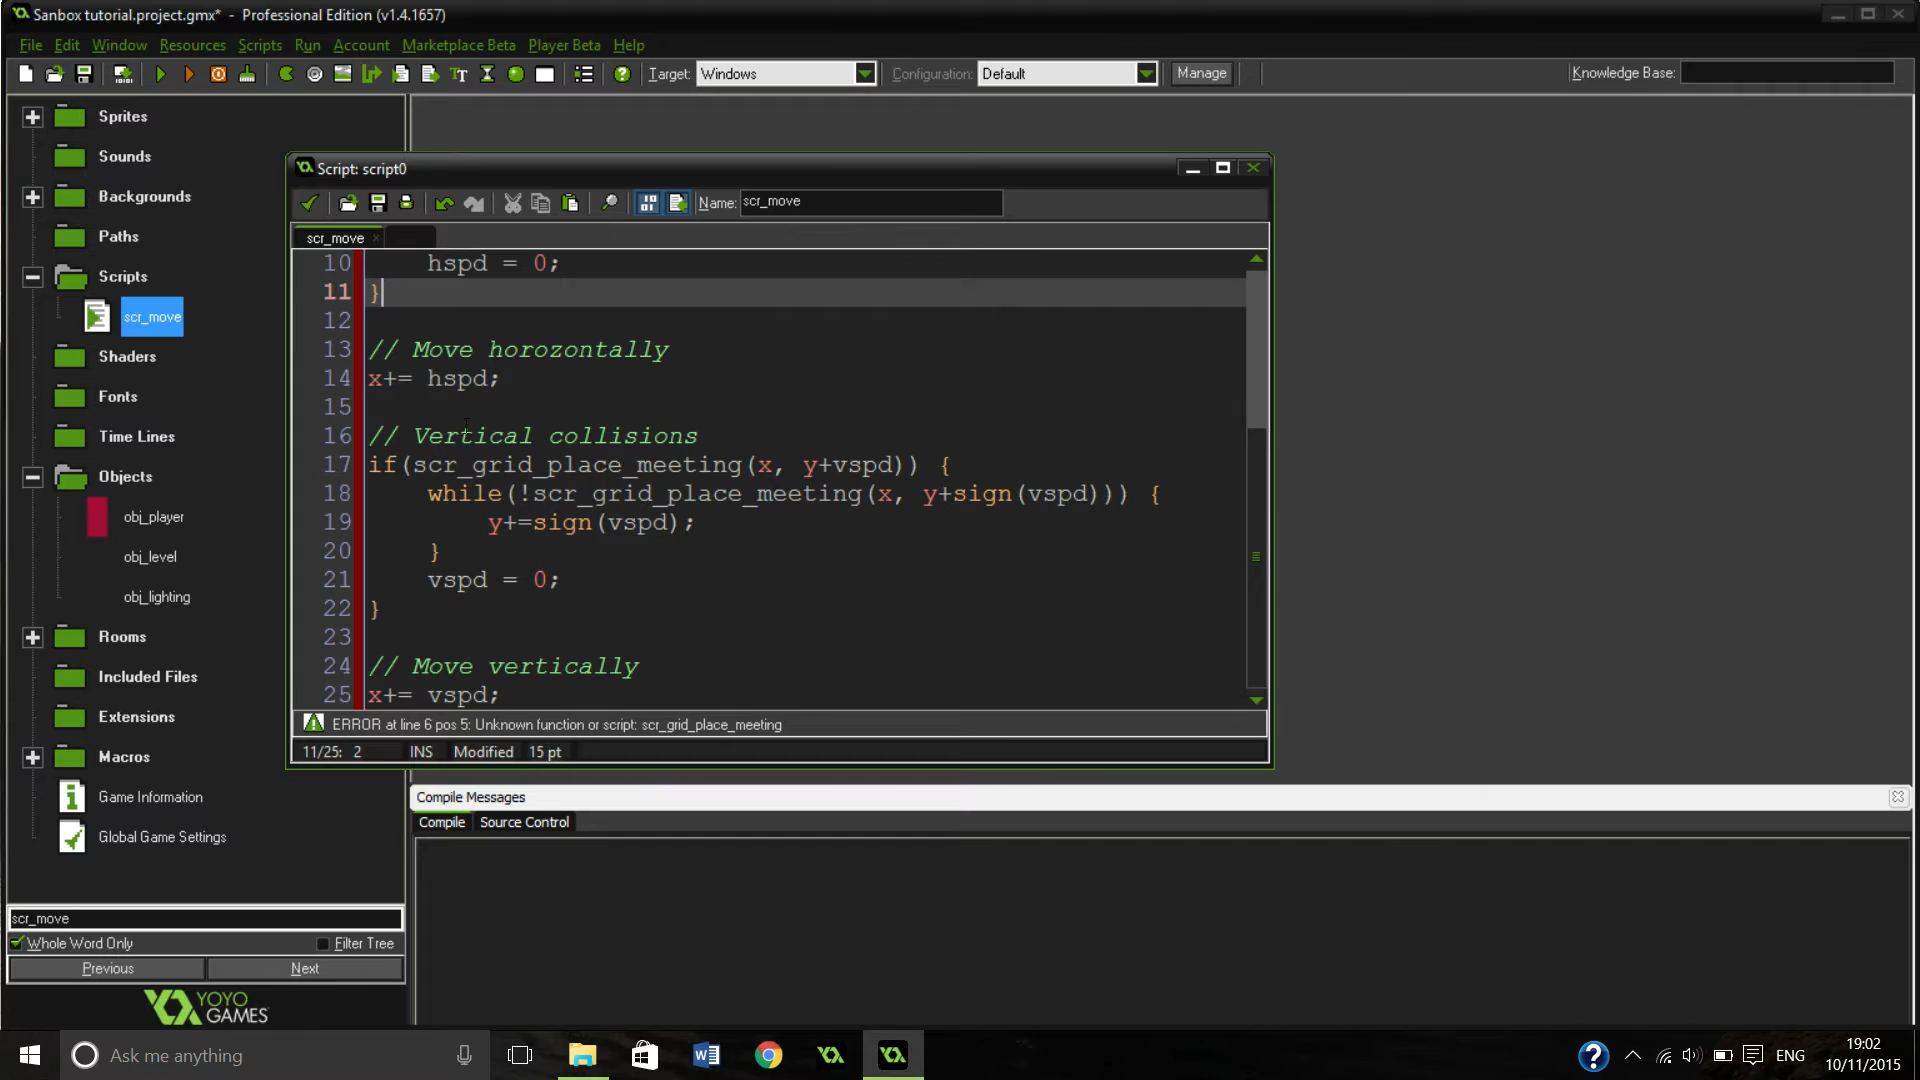 Sanbox tutorial.project.gmx* - Professional Edition (v1.4.1657)
File Edit Window Resources Scripts Run Account Marketplace Beta Player Beta Help
Target: Windows Configuration: Default Manage Knowledge Base:
Sprites
Sounds
Backgrounds
Paths
Scripts
scr_move
Shaders
Fonts
Time Lines
Objects
obj_player
obj_level
obj_lighting
Rooms
Included Files
Extensions
Macros
Game Information
Global Game Settings
scr_move
Whole Word Only Filter Tree
Previous Next
YOYO
GAMES
Script: script0
Name: scr_move
scr_move
10 hspd = 0;
11 }
12
13 // Move horozontally
14 x+= hspd;
15
16 // Vertical collisions
17 if(scr_grid_place_meeting(x, y+vspd)) {
18 while(!scr_grid_place_meeting(x, y+sign(vspd))) {
19 y+=sign(vspd);
20 }
21 vspd = 0;
22 }
23
24 // Move vertically
25 x+= vspd;
ERROR at line 6 pos 5: Unknown function or script: scr_grid_place_meeting
11/25: 2 INS Modified 15 pt
Compile Messages
Compile Source Control
Ask me anything
ENG
19:02
10/11/2015